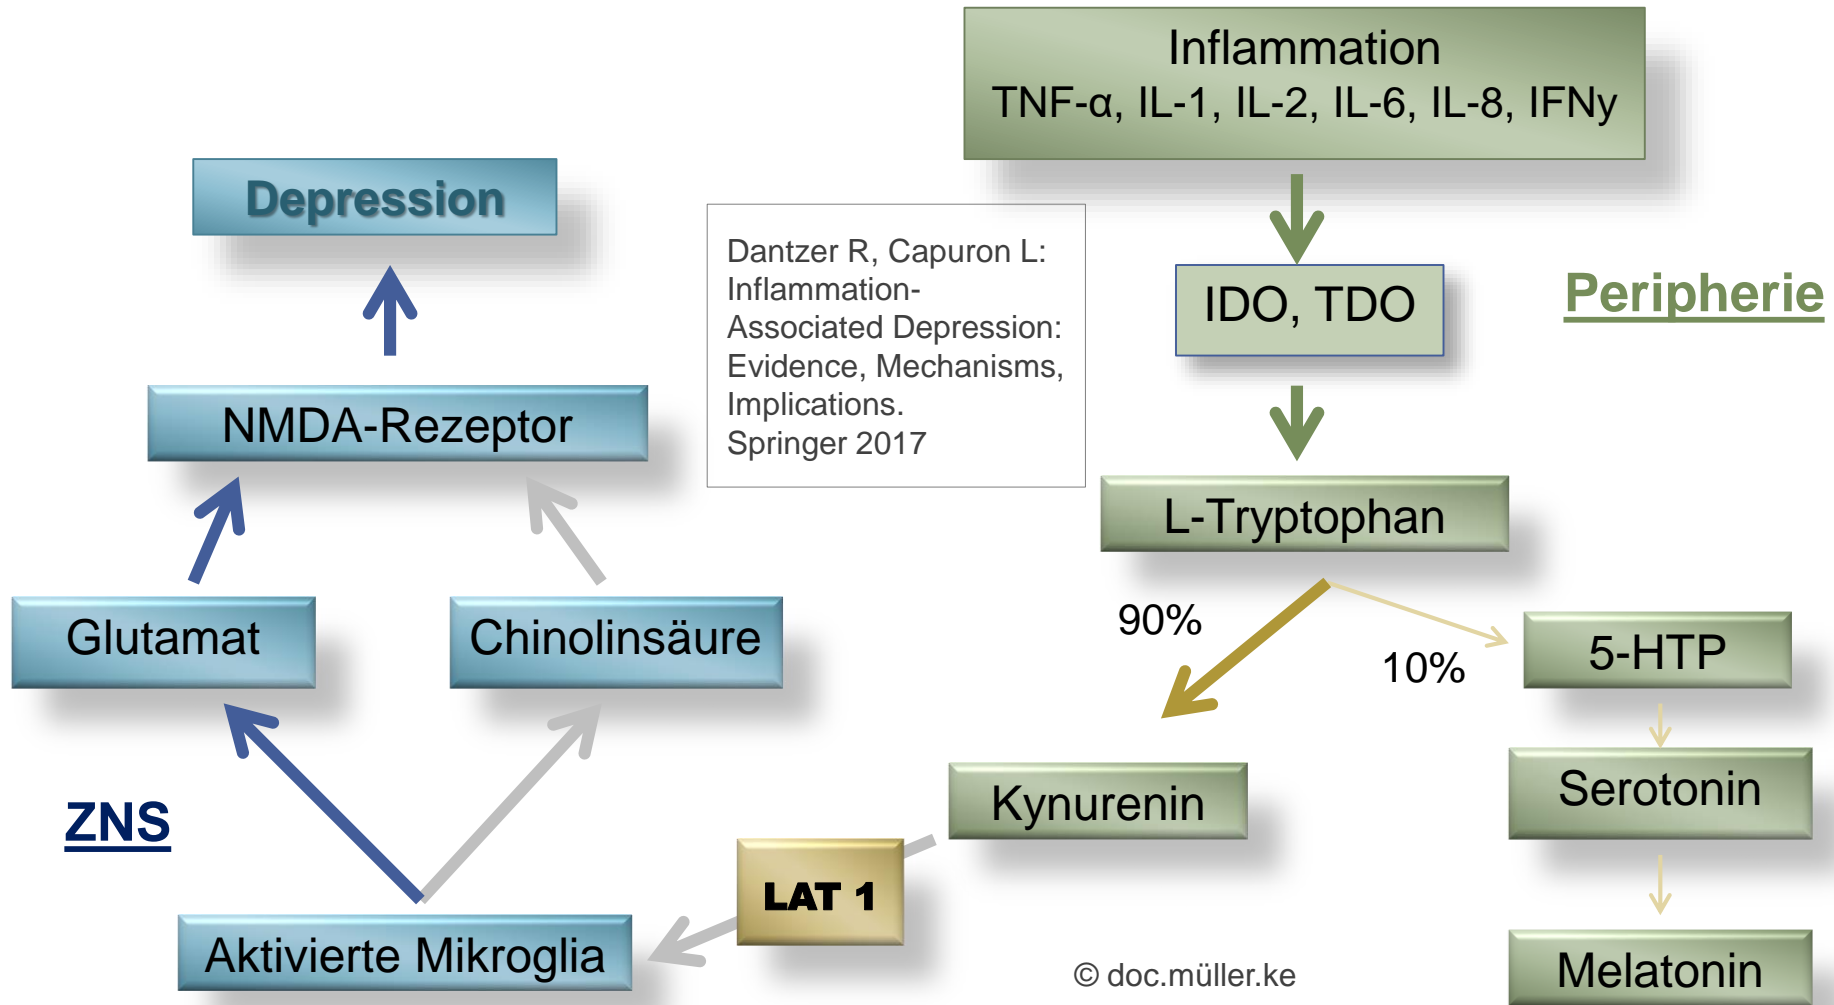 Inflammation
TNF-α, IL-1, IL-2, IL-6, IL-8, IFNy
Depression
Dantzer R, Capuron L:
Inflammation-
Associated Depression:
Evidence, Mechanisms,
Implications.
Springer 2017
IDO, TDO
Peripherie
NMDA-Rezeptor
L-Tryptophan
90%
10%
Glutamat
Chinolinsäure
5-HTP
Kynurenin
Serotonin
ZNS
LAT 1
Aktivierte Mikroglia
© doc.müller.ke
Melatonin